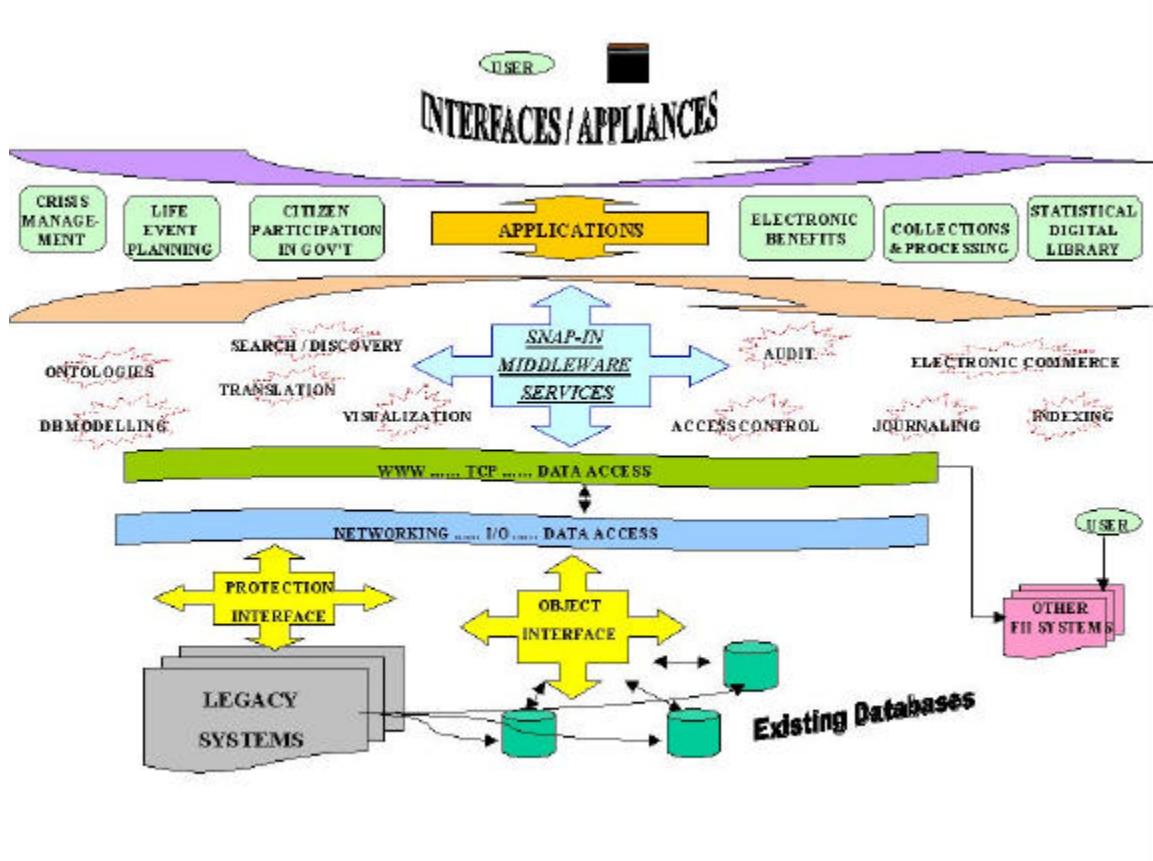 USER
INTERFACES / APPLIANCES
CRISIS
MANAGE-
MENT
LIFE
EVENT
PLANNING
CITIZEN
PARTICIPATION
IN GOV'T
APPLICATIONS
ELECTRONIC
BENEFITS
COLLECTIONS
& PROCESSING
STATISTICAL
DIGITAL
LIBRARY
SEARCH / DISCOVERY
ONTOLOGIES
TRANSLATION
DB MODELLING
VISUALIZATION
SNAP-IN
MIDDLEWARE
SERVICES
AUDIT
ELECTRONIC COMMERCE
ACCESS CONTROL
JOURNALING
INDEXING
WWW ...... TCP ...... DATA ACCESS
NETWORKING ...... I/O ...... DATA ACCESS
USER
PROTECTION
INTERFACE
OBJECT
INTERFACE
OTHER
FII SYSTEMS
LEGACY
SYSTEMS
Existing Databases